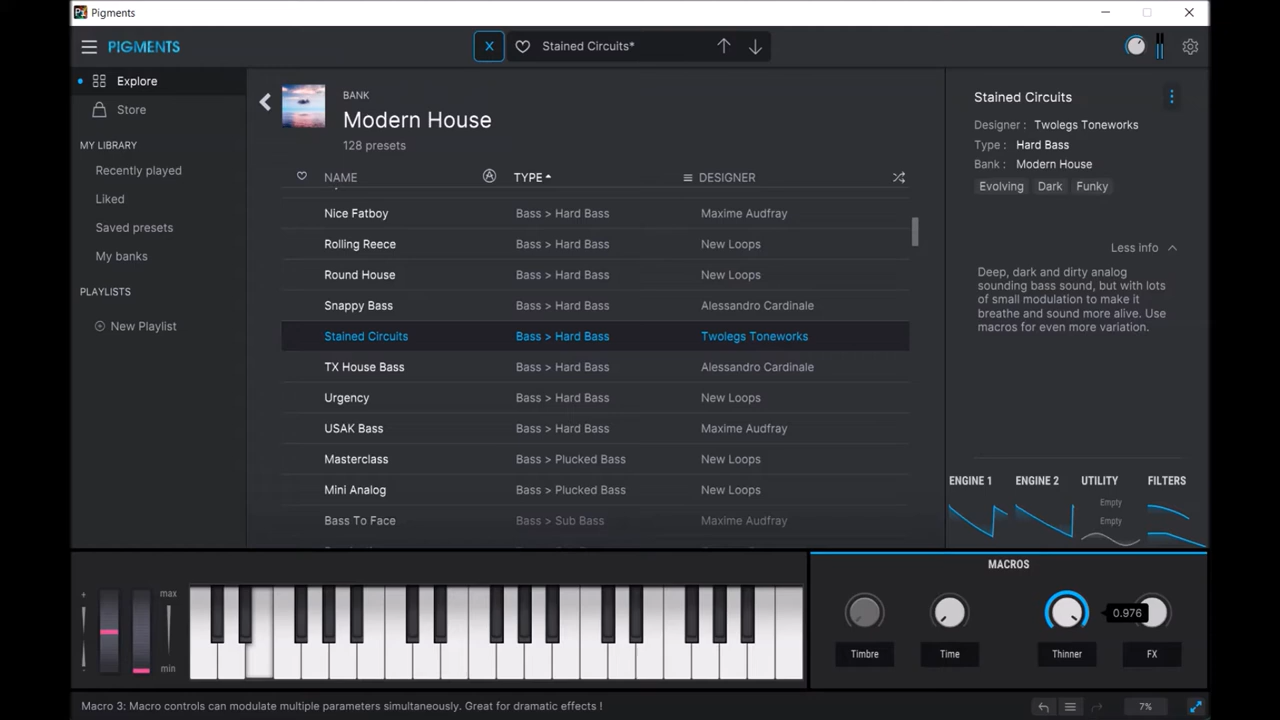 Pigments
PIGMENTS
X
Stained Circuits*
Explore
Store
MY LIBRARY
Recently played
Liked
Saved presets
My banks
PLAYLISTS
New Playlist
BANK
Modern House
128 presets
NAME TYPE DESIGNER
Nice Fatboy Bass > Hard Bass Maxime Audfray
Rolling Reece Bass > Hard Bass New Loops
Round House Bass > Hard Bass New Loops
Snappy Bass Bass > Hard Bass Alessandro Cardinale
Stained Circuits Bass > Hard Bass Twolegs Toneworks
TX House Bass Bass > Hard Bass Alessandro Cardinale
Urgency Bass > Hard Bass New Loops
USAK Bass Bass > Hard Bass Maxime Audfray
Masterclass Bass > Plucked Bass New Loops
Mini Analog Bass > Plucked Bass New Loops
Bass To Face Bass > Sub Bass Maxime Audfray
Stained Circuits
Designer : Twolegs Toneworks
Type : Hard Bass
Bank : Modern House
Evolving Dark Funky
Less info
Deep, dark and dirty analog
sounding bass sound, but with lots
of small modulation to make it
breathe and sound more alive. Use
macros for even more variation.
ENGINE 1 ENGINE 2 UTILITY FILTERS
Empty
Empty
+ max
- min
MACROS
0.976
Timbre Time Thinner FX
Macro 3: Macro controls can modulate multiple parameters simultaneously. Great for dramatic effects !
7%